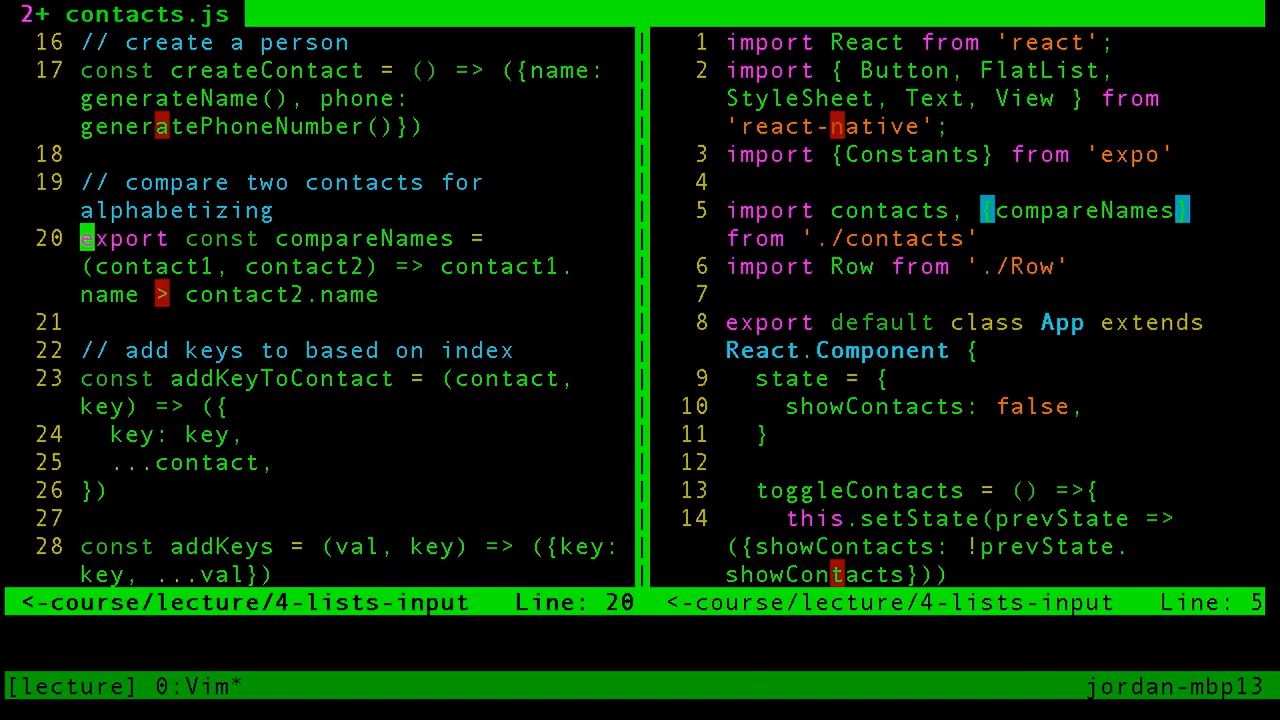 2+ contacts.js
16 // create a person
17 const createContact = () => ({name:
generateName(), phone:
generatePhoneNumber()})
18
19 // compare two contacts for
alphabetizing
20 export const compareNames =
(contact1, contact2) => contact1.
name > contact2.name
21
22 // add keys to based on index
23 const addKeyToContact = (contact,
key) => ({
24   key: key,
25   ...contact,
26 })
27
28 const addKeys = (val, key) => ({key:
key, ...val})
<-course/lecture/4-lists-input   Line: 20
1 import React from 'react';
2 import { Button, FlatList,
StyleSheet, Text, View } from
'react-native';
3 import {Constants} from 'expo'
4
5 import contacts, {compareNames}
from './contacts'
6 import Row from './Row'
7
8 export default class App extends
React.Component {
9   state = {
10     showContacts: false,
11   }
12
13   toggleContacts = () =>{
14     this.setState(prevState =>
({showContacts: !prevState.
showContacts}))
<-course/lecture/4-lists-input   Line: 5
[lecture] 0:Vim*
jordan-mbp13